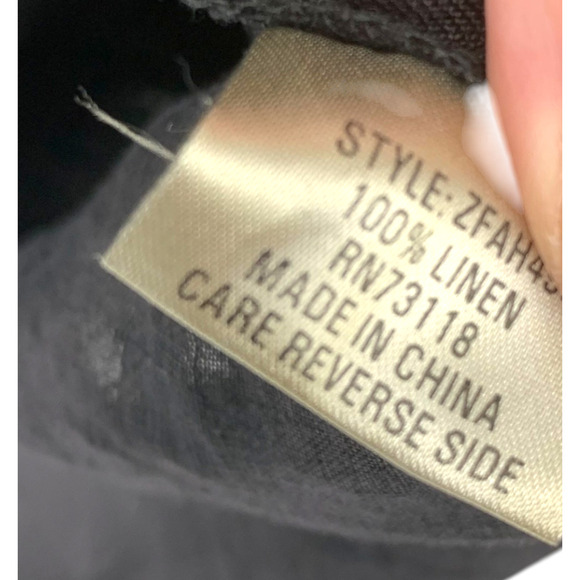 STYLE: ZFAH4
100% LINEN
RN73118
MADE IN CHINA
CARE REVERSE SIDE